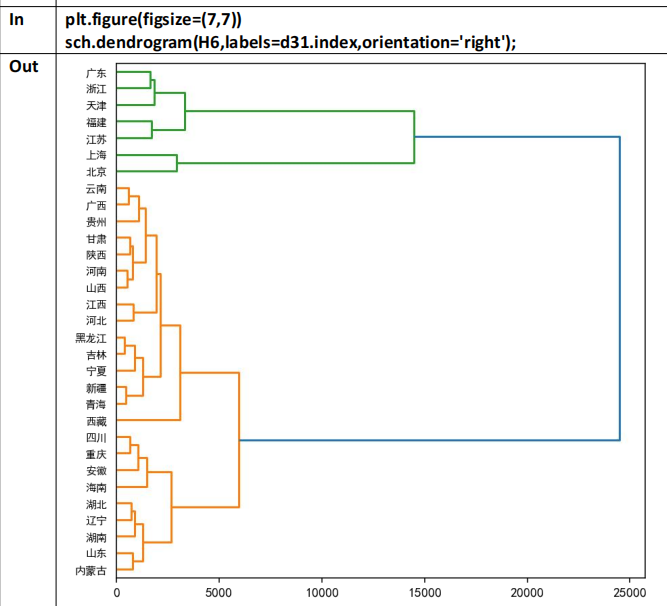 In
plt.figure(figsize=(7,7))
sch.dendrogram(H6,labels=d31.index,orientation='right');
Out
广东
浙江
天津
福建
江苏
上海
北京
云南
广西
贵州
甘肃
陕西
河南
山西
江西
河北
黑龙江
吉林
宁夏
新疆
青海
西藏
四川
重庆
安徽
海南
湖北
辽宁
湖南
山东
内蒙古
0 5000 10000 15000 20000 25000